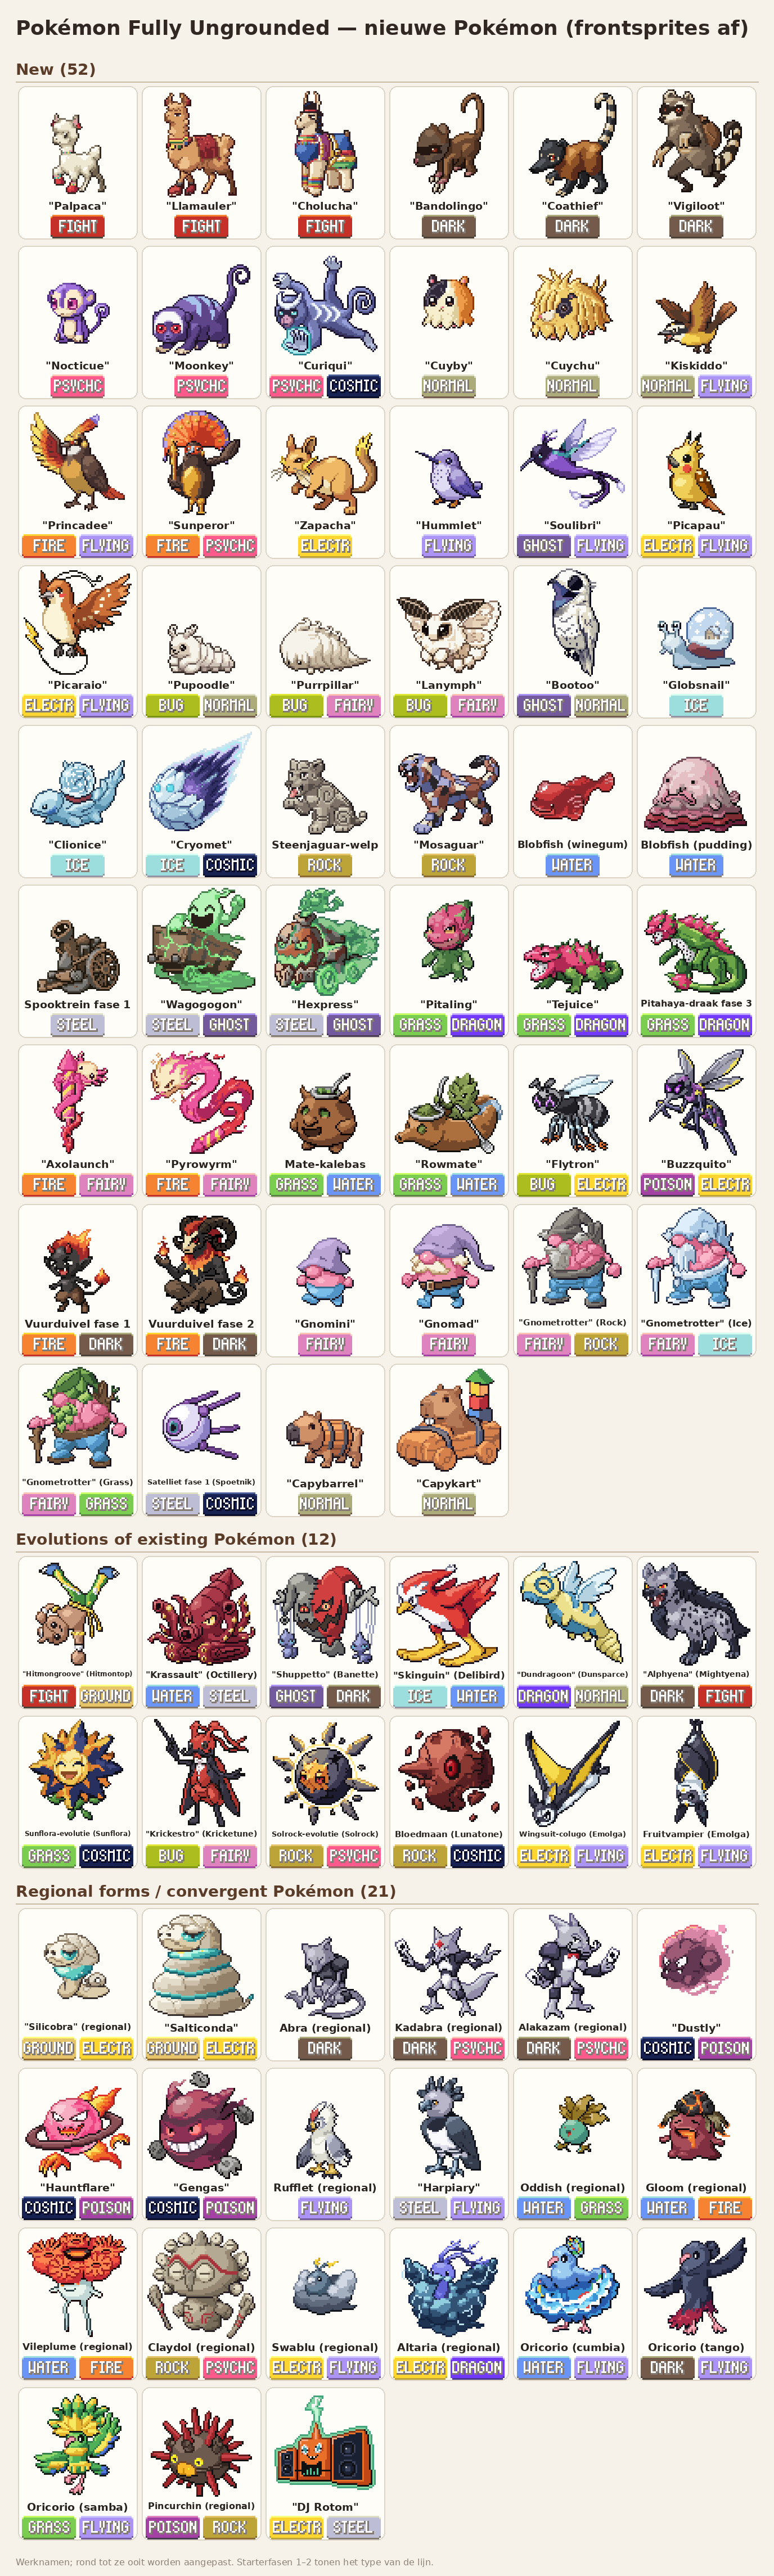 Pokémon Fully Ungrounded — nieuwe Pokémon (frontsprites af)
New (52)
"Palpaca" "Llamauler" "Cholucha" "Bandolingo" "Coathief" "Vigiloot"
FIGHT FIGHT FIGHT DARK DARK DARK
"Nocticue" "Moonkey" "Curiqui" "Cuyby" "Cuychu" "Kiskiddo"
PSYCHC PSYCHC PSYCHC COSMIC NORMAL NORMAL NORMAL FLYING
"Princadee" "Sunperor" "Zapacha" "Hummlet" "Soulibri" "Picapau"
FIRE FLYING FIRE PSYCHC ELECTR FLYING GHOST FLYING ELECTR FLYING
"Picaraio" "Pupoodle" "Purrpillar" "Lanymph" "Bootoo" "Globsnail"
ELECTR FLYING BUG NORMAL BUG FAIRY BUG FAIRY GHOST NORMAL ICE
"Clionice" "Cryomet" Steenjaguar-welp "Mosaguar" Blobfish (winegum) Blobfish (pudding)
ICE ICE COSMIC ROCK ROCK WATER WATER
Spooktrein fase 1 "Wagogogon" "Hexpress" "Pitaling" "Tejuice" Pitahaya-draak fase 3
STEEL STEEL GHOST STEEL GHOST GRASS DRAGON GRASS DRAGON GRASS DRAGON
"Axolaunch" "Pyrowyrm" Mate-kalebas "Rowmate" "Flytron" "Buzzquito"
FIRE FAIRY FIRE FAIRY GRASS WATER GRASS WATER BUG ELECTR POISON ELECTR
Vuurduivel fase 1 Vuurduivel fase 2 "Gnomini" "Gnomad" "Gnometrotter" (Rock) "Gnometrotter" (Ice)
FIRE DARK FIRE DARK FAIRY FAIRY FAIRY ROCK FAIRY ICE
"Gnometrotter" (Grass) Satelliet fase 1 (Spoetnik) "Capybarrel" "Capykart"
FAIRY GRASS STEEL COSMIC NORMAL NORMAL
Evolutions of existing Pokémon (12)
"Hitmongroove" (Hitmontop) "Krassault" (Octillery) "Shuppetto" (Banette) "Skinguin" (Delibird) "Dundragoon" (Dunsparce) "Alphyena" (Mightyena)
FIGHT GROUND WATER STEEL GHOST DARK ICE WATER DRAGON NORMAL DARK FIGHT
Sunflora-evolutie (Sunflora) "Krickestro" (Kricketune) Solrock-evolutie (Solrock) Bloedmaan (Lunatone) Wingsuit-colugo (Emolga) Fruitvampier (Emolga)
GRASS COSMIC BUG FAIRY ROCK PSYCHC ROCK COSMIC ELECTR FLYING ELECTR FLYING
Regional forms / convergent Pokémon (21)
"Silicobra" (regional) "Salticonda" Abra (regional) Kadabra (regional) Alakazam (regional) "Dustly"
GROUND ELECTR GROUND ELECTR DARK DARK PSYCHC DARK PSYCHC COSMIC POISON
"Hauntflare" "Gengas" Rufflet (regional) "Harpiary" Oddish (regional) Gloom (regional)
COSMIC POISON COSMIC POISON FLYING STEEL FLYING WATER GRASS WATER FIRE
Vileplume (regional) Claydol (regional) Swablu (regional) Altaria (regional) Oricorio (cumbia) Oricorio (tango)
WATER FIRE ROCK PSYCHC ELECTR FLYING ELECTR DRAGON WATER FLYING DARK FLYING
Oricorio (samba) Pincurchin (regional) "DJ Rotom"
GRASS FLYING POISON ROCK ELECTR STEEL
Werknamen; rond tot ze ooit worden aangepast. Starterfasen 1–2 tonen het type van de lijn.